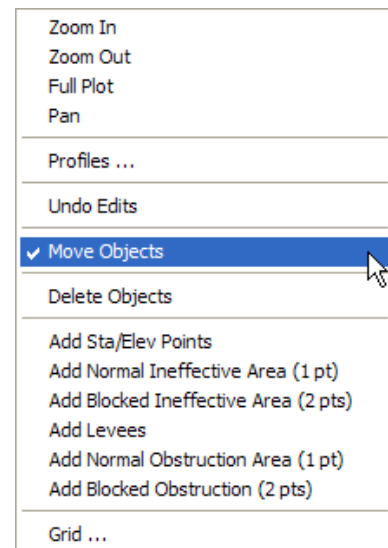 Zoom In
Zoom Out
Full Plot
Pan
Profiles ...
Undo Edits
Move Objects
Delete Objects
Add Sta/Elev Points
Add Normal Ineffective Area (1 pt)
Add Blocked Ineffective Area (2 pts)
Add Levees
Add Normal Obstruction Area (1 pt)
Add Blocked Obstruction (2 pts)
Grid ...